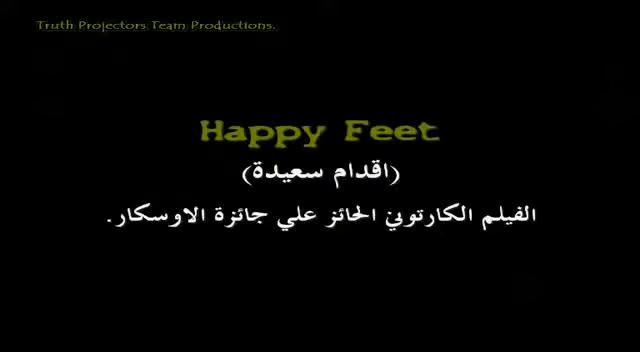 Truth Projectors Team Productions.
Happy Feet
(اقدام سعيدة)
الفيلم الكارتوني الحائز علي جائزة الاوسكار.